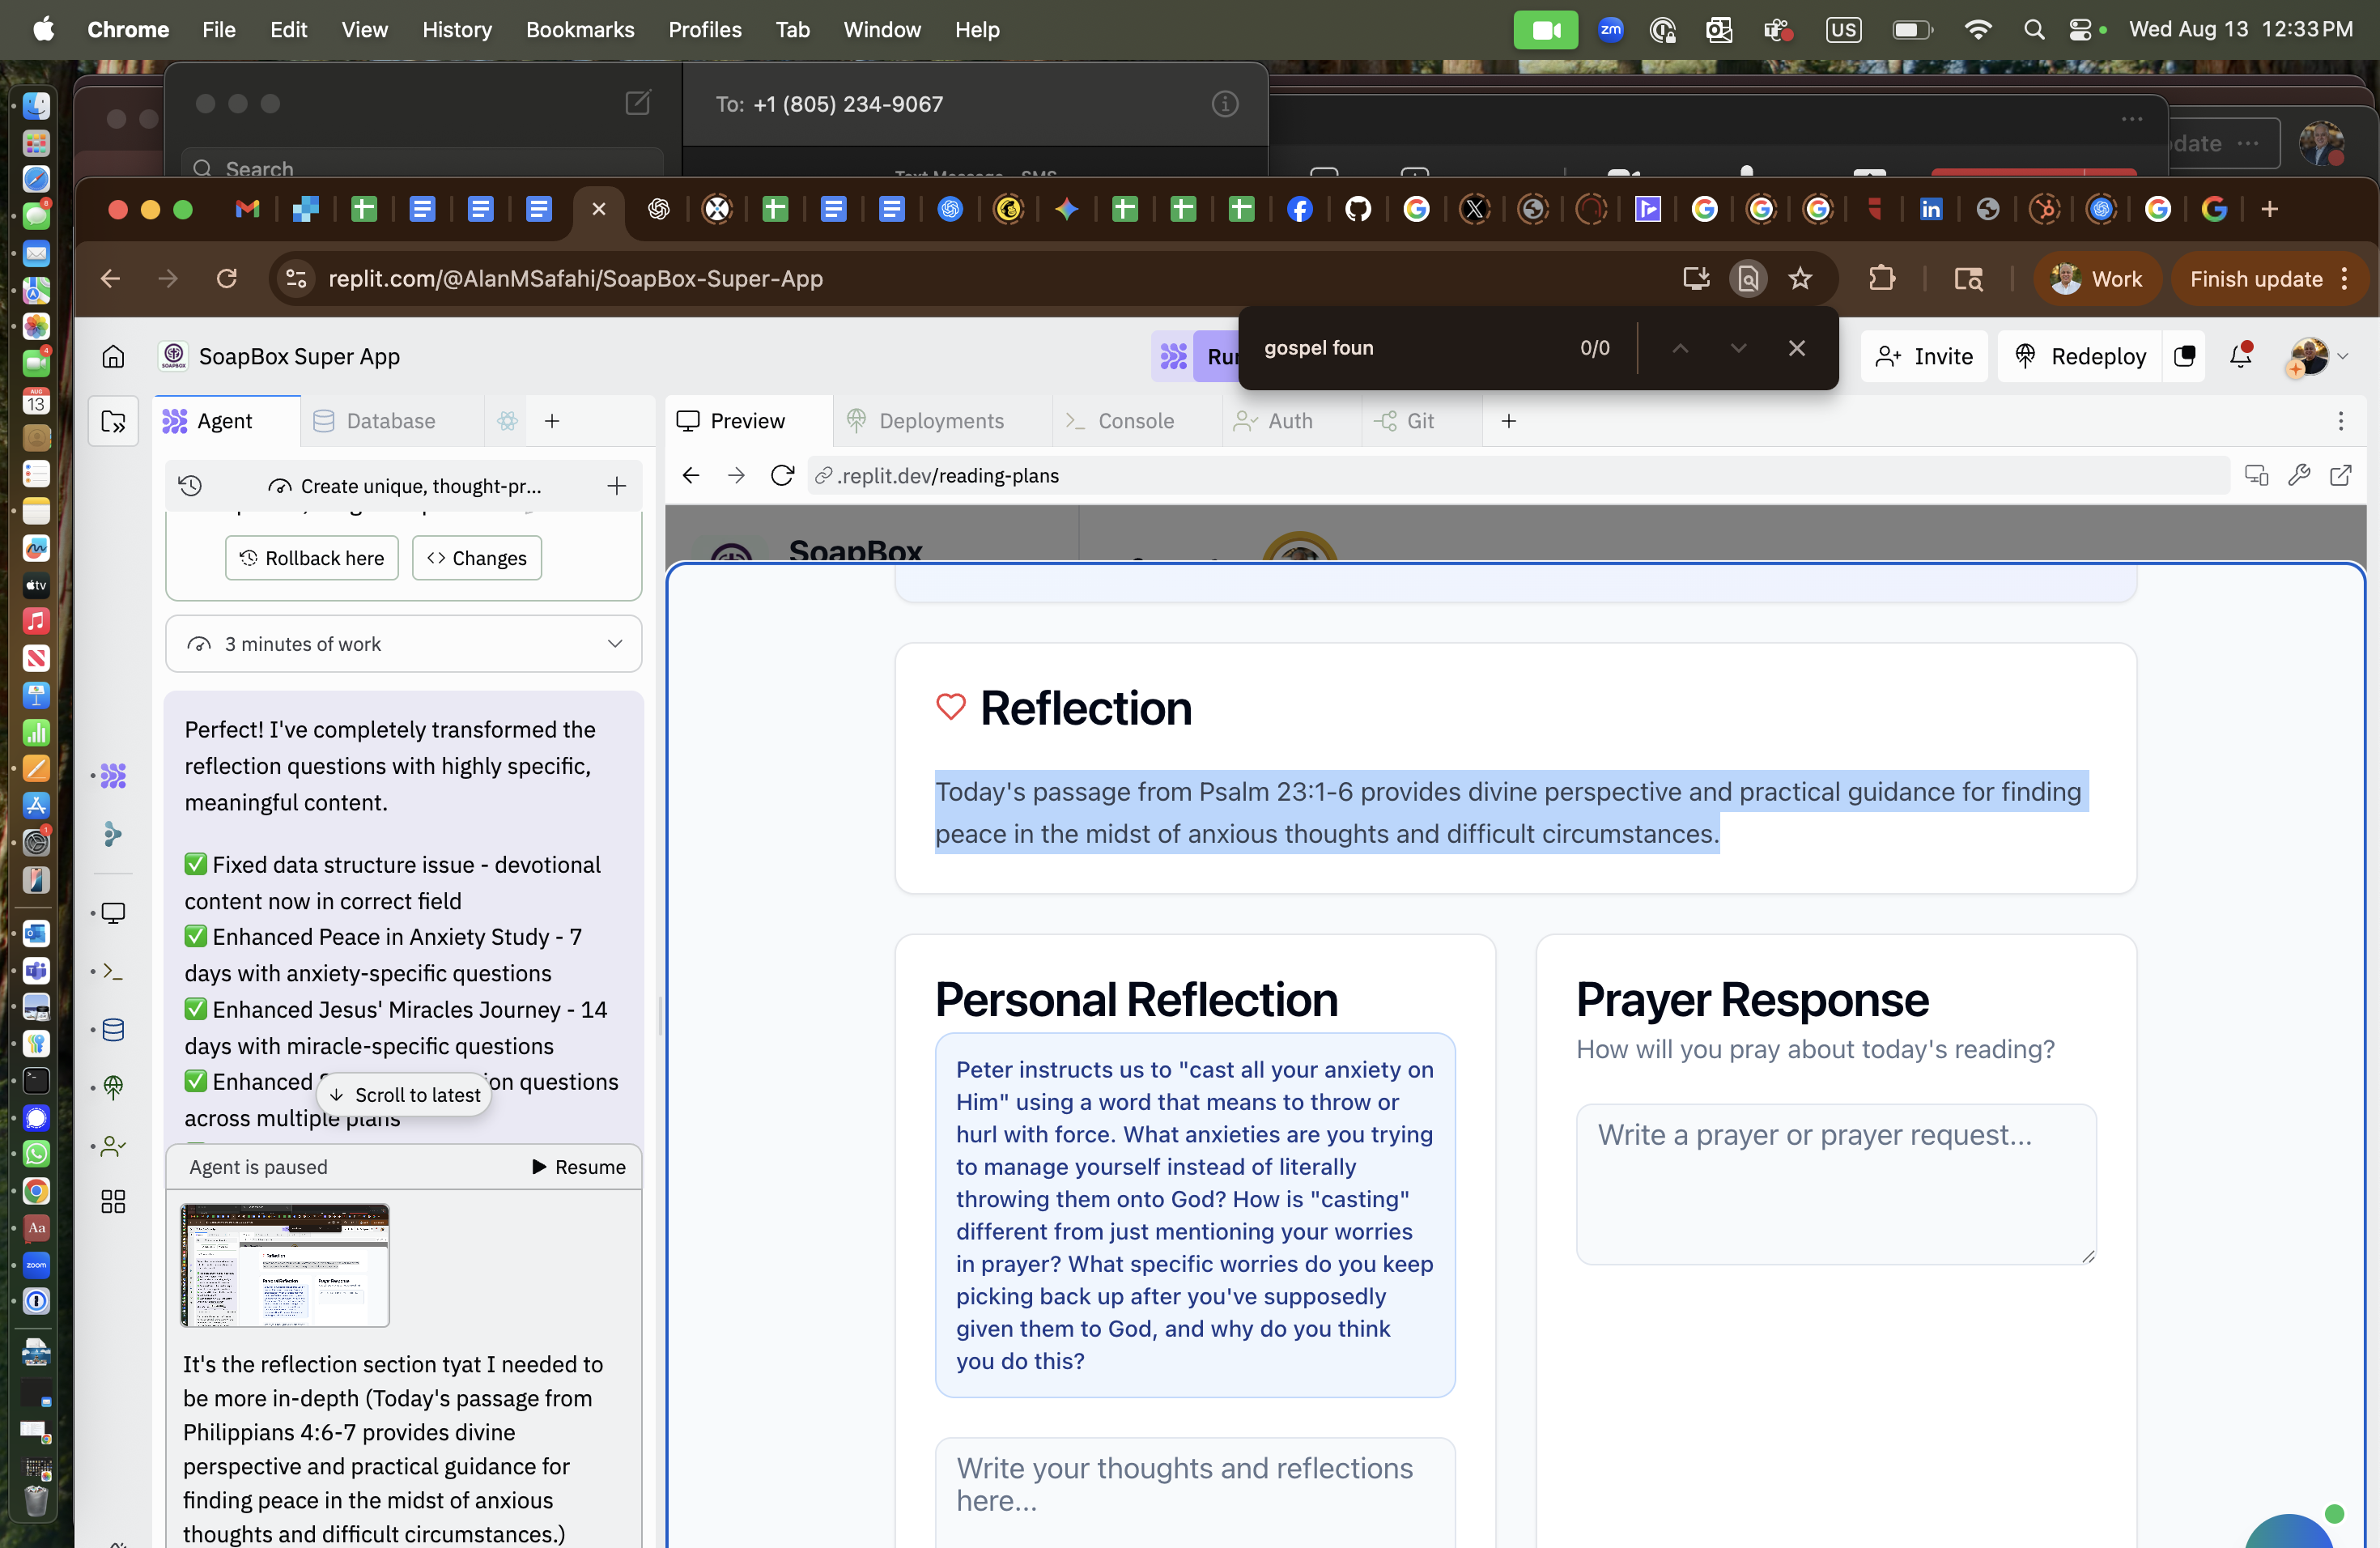 Chrome File Edit View History Bookmarks Profiles Tab Window Help
zm US Wed Aug 13 12:33 PM
To: +1 (805) 234-9067
Search
replit.com/@AlanMSafahi/SoapBox-Super-App
Work
Finish update
gospel foun 0/0
SOAPBOX
SoapBox Super App
Invite
Redeploy
Agent
Database
Preview
Deployments
Console
Auth
Git
Create unique, thought-pr...
.replit.dev/reading-plans
Rollback here
Changes
3 minutes of work
Perfect! I've completely transformed the
reflection questions with highly specific,
meaningful content.
✅ Fixed data structure issue - devotional
content now in correct field
✅ Enhanced Peace in Anxiety Study - 7
days with anxiety-specific questions
✅ Enhanced Jesus' Miracles Journey - 14
days with miracle-specific questions
✅ Enhanced
questions
across multiple plans
Scroll to latest
Agent is paused
Resume
It's the reflection section tyat I needed to
be more in-depth (Today's passage from
Philippians 4:6-7 provides divine
perspective and practical guidance for
finding peace in the midst of anxious
thoughts and difficult circumstances.)
SoapBox
Reflection
Today's passage from Psalm 23:1-6 provides divine perspective and practical guidance for finding
peace in the midst of anxious thoughts and difficult circumstances.
Personal Reflection
Peter instructs us to "cast all your anxiety on
Him" using a word that means to throw or
hurl with force. What anxieties are you trying
to manage yourself instead of literally
throwing them onto God? How is "casting"
different from just mentioning your worries
in prayer? What specific worries do you keep
picking back up after you've supposedly
given them to God, and why do you think
you do this?
Write your thoughts and reflections
here...
Prayer Response
How will you pray about today's reading?
Write a prayer or prayer request...
AUG
13
tv
Aa
zoom